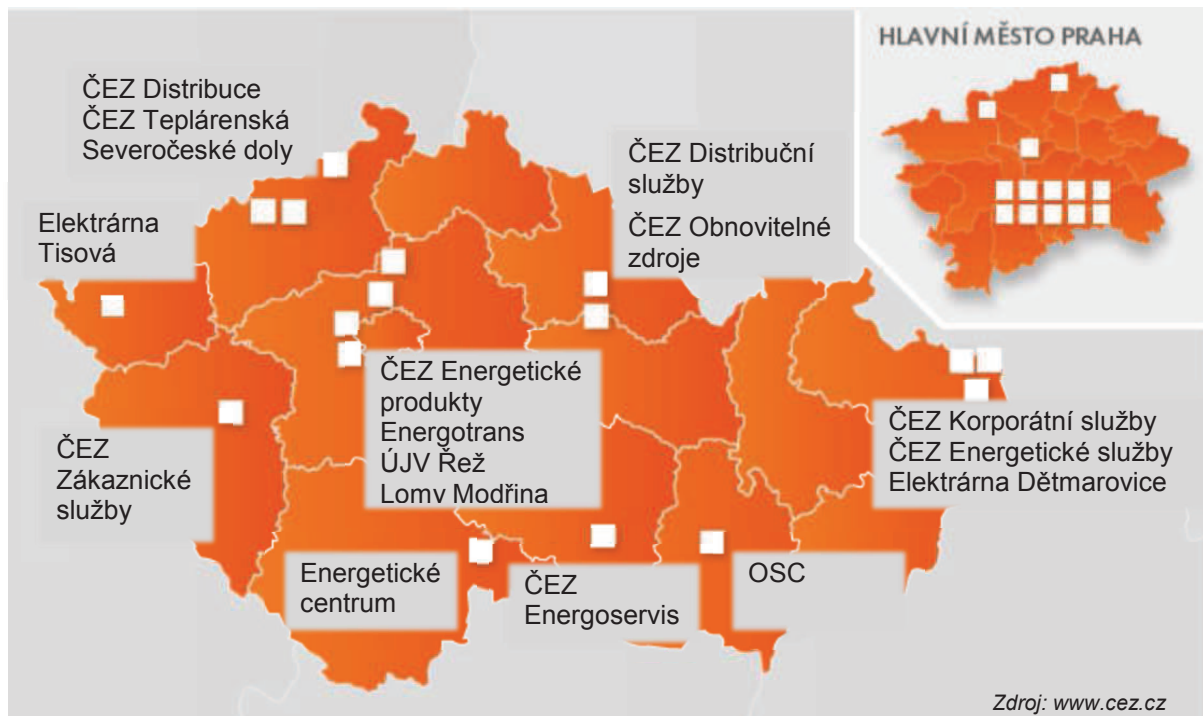 HLAVNÍ MĚSTO PRAHA
ČEZ Distribuce
ČEZ Teplárenská
Severočeské doly
ČEZ Distribuční
služby
ČEZ Obnovitelné
zdroje
Elektrárna
Tisová
ČEZ Energetické
produkty
Energotrans
ÚJV Řež
Lomy Modřina
ČEZ
Zákaznické
služby
ČEZ Korporátní služby
ČEZ Energetické služby
Elektrárna Dětmarovice
Energetické
centrum
ČEZ
Energoservis
OSC
Zdroj: www.cez.cz